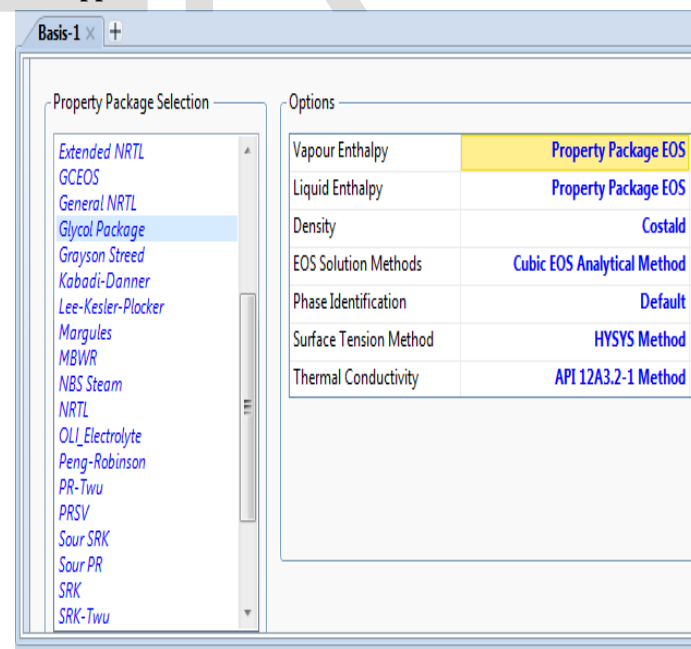 Basis-1 × +
Property Package Selection
Extended NRTL
GCEOS
General NRTL
Glycol Package
Grayson Streed
Kabadi-Danner
Lee-Kesler-Plocker
Margules
MBWR
NBS Steam
NRTL
OLI_Electrolyte
Peng-Robinson
PR-Twu
PRSV
Sour SRK
Sour PR
SRK
SRK-Twu
Options
Vapour Enthalpy Property Package EOS
Liquid Enthalpy Property Package EOS
Density Costald
EOS Solution Methods Cubic EOS Analytical Method
Phase Identification Default
Surface Tension Method HYSYS Method
Thermal Conductivity API 12A3.2-1 Method